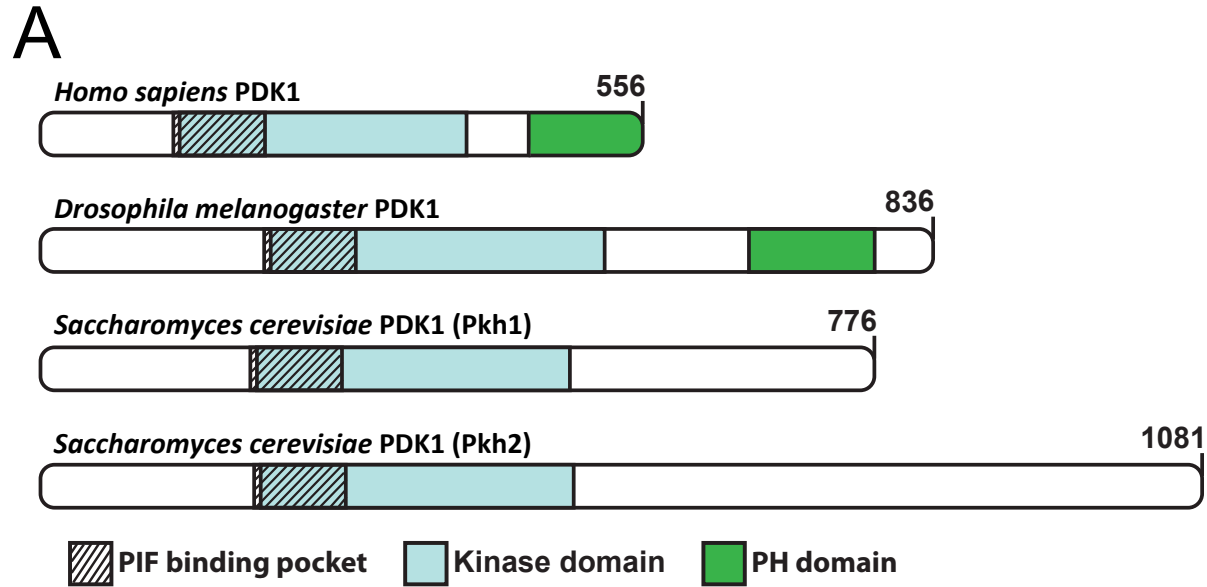 A
Homo sapiens PDK1
556
Drosophila melanogaster PDK1
836
Saccharomyces cerevisiae PDK1 (Pkh1)
776
Saccharomyces cerevisiae PDK1 (Pkh2)
1081
PIF binding pocket
Kinase domain
PH domain